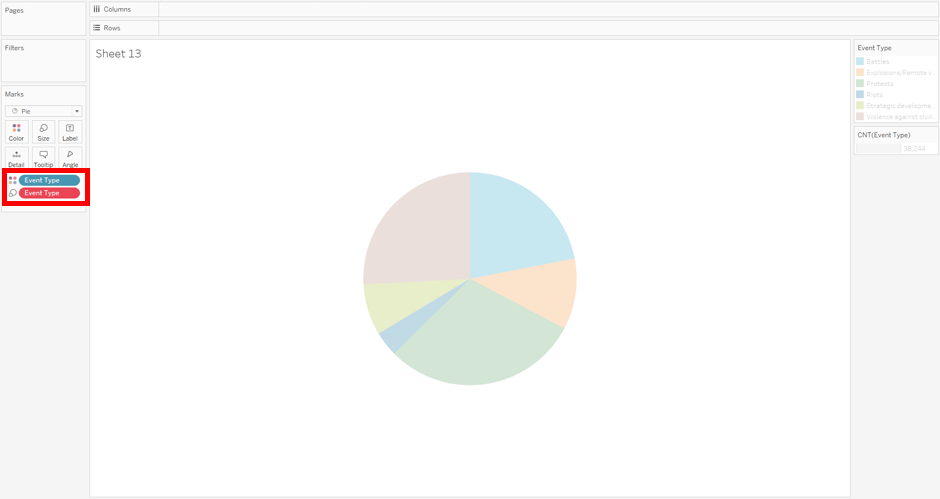 Pages
Columns
Rows
Filters
Sheet 13
Event Type
Battles
Explosions/Remote v...
Protests
Riots
Strategic developme...
Violence against civil...
CNT(Event Type)
38,244
Marks
Pie
Color Size Label
Detail Tooltip Angle
Event Type
Event Type